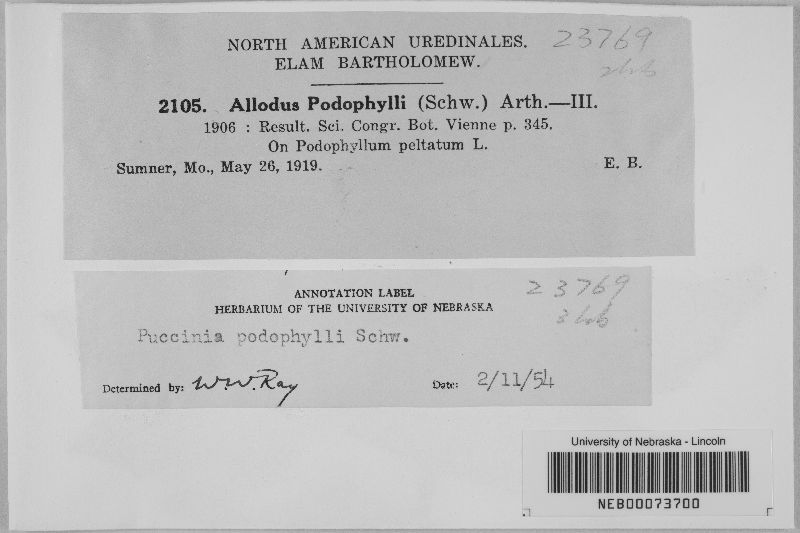 NORTH AMERICAN UREDINALES. 23769
ELAM BARTHOLOMEW.
2105. Allodus Podophylli (Schw.) Arth.—III.
1906 : Result. Sci. Congr. Bot. Vienne p. 345.
On Podophyllum peltatum L.
Sumner, Mo., May 26, 1919. E. B.
ANNOTATION LABEL 23769
HERBARIUM OF THE UNIVERSITY OF NEBRASKA
Puccinia podophylli Schw.
Determined by: W.W. Ray Date: 2/11/54
University of Nebraska - Lincoln
NEB00073700